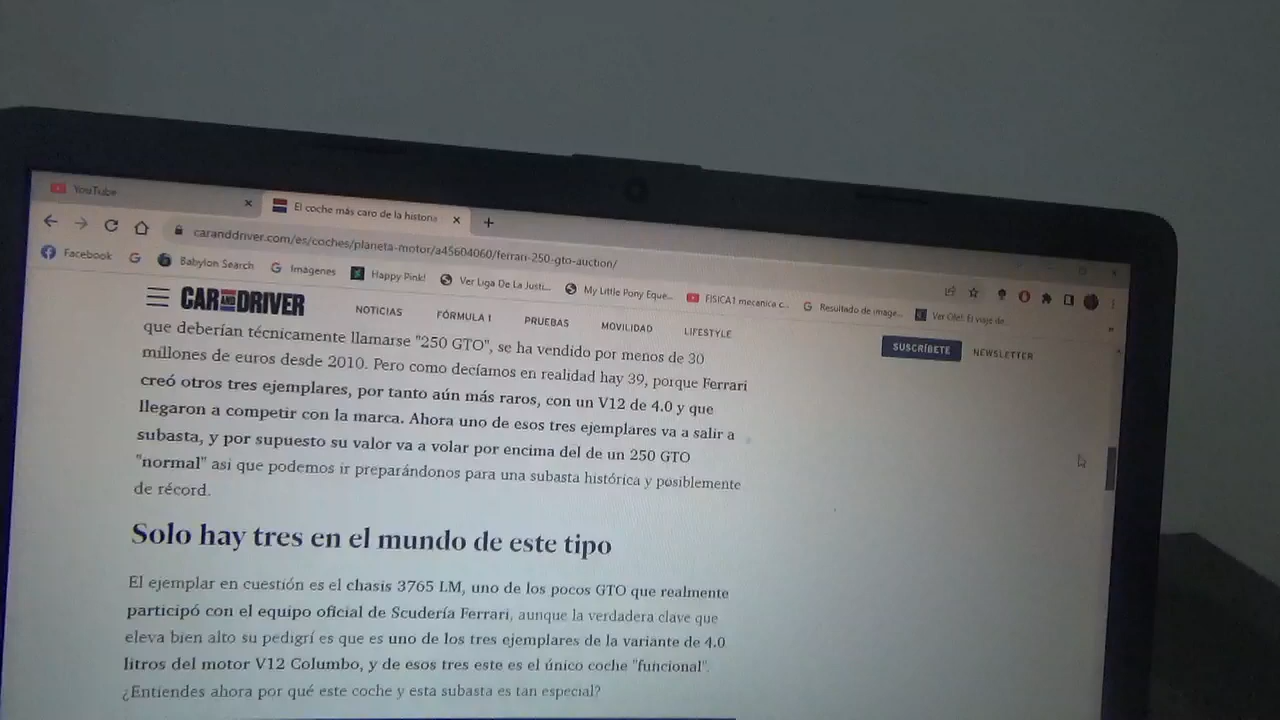 YouTube
El coche más caro de la historia
caranddriver.com/es/coches/planeta-motor/a45604060/ferrari-250-gto-auction/
Facebook
Babylon Search
Imágenes
Happy Pink!
Ver Liga De La Justi...
My Little Pony Eque...
FISICA1 mecanica c...
Resultado de image...
Ver Ole!: El viaje de
CAR AND DRIVER
NOTICIAS
FÓRMULA 1
PRUEBAS
MOVILIDAD
LIFESTYLE
SUSCRÍBETE
NEWSLETTER
que deberían técnicamente llamarse "250 GTO", se ha vendido por menos de 30
millones de euros desde 2010. Pero como decíamos en realidad hay 39, porque Ferrari
creó otros tres ejemplares, por tanto aún más raros, con un V12 de 4.0 y que
llegaron a competir con la marca. Ahora uno de esos tres ejemplares va a salir a
subasta, y por supuesto su valor va a volar por encima del de un 250 GTO
"normal" asi que podemos ir preparándonos para una subasta histórica y posiblemente
de récord.
Solo hay tres en el mundo de este tipo
El ejemplar en cuestión es el chasis 3765 LM, uno de los pocos GTO que realmente
participó con el equipo oficial de Scudería Ferrari, aunque la verdadera clave que
eleva bien alto su pedigrí es que es uno de los tres ejemplares de la variante de 4.0
litros del motor V12 Columbo, y de esos tres este es el único coche "funcional".
¿Entiendes ahora por qué este coche y esta subasta es tan especial?